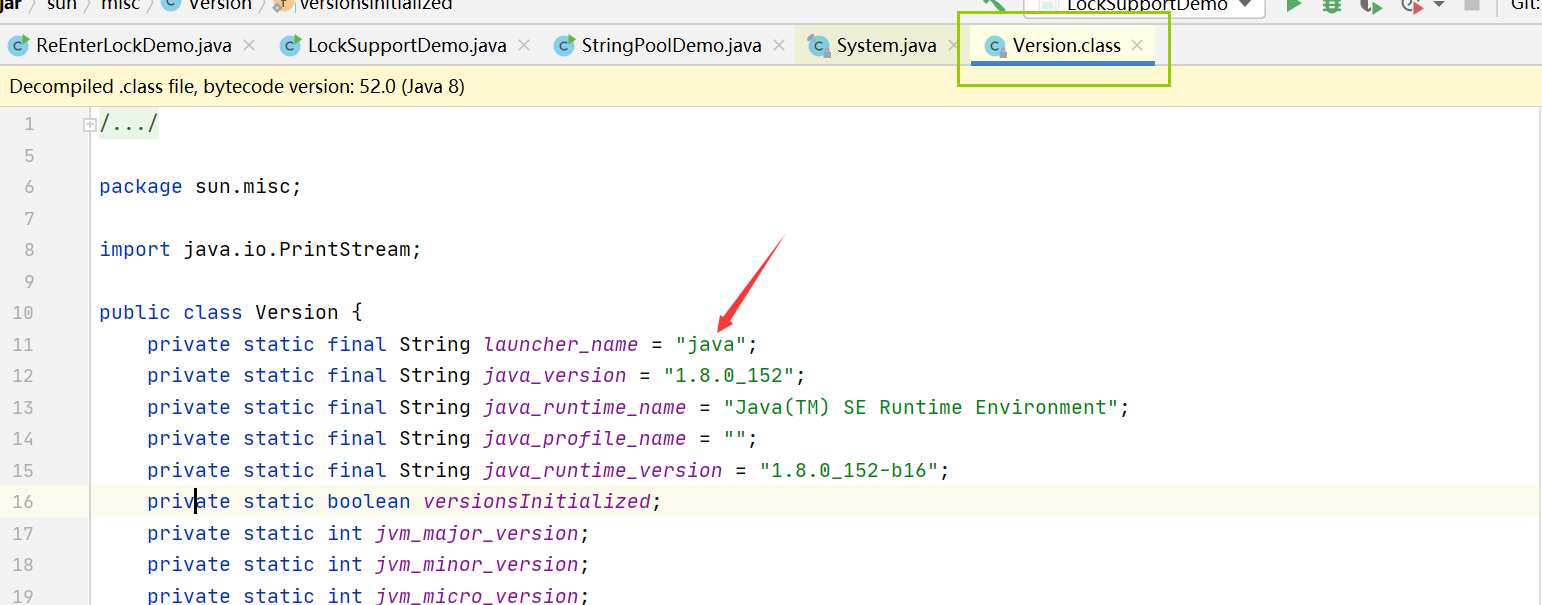 jar sun misc Version versionsInitialized LockSupportDemo Git:
ReEnterLockDemo.java LockSupportDemo.java StringPoolDemo.java System.java Version.class
Decompiled .class file, bytecode version: 52.0 (Java 8)
1 /.../
5
6 package sun.misc;
7
8 import java.io.PrintStream;
9
10 public class Version {
11 private static final String launcher_name = "java";
12 private static final String java_version = "1.8.0_152";
13 private static final String java_runtime_name = "Java(TM) SE Runtime Environment";
14 private static final String java_profile_name = "";
15 private static final String java_runtime_version = "1.8.0_152-b16";
16 private static boolean versionsInitialized;
17 private static int jvm_major_version;
18 private static int jvm_minor_version;
19 private static int jvm_micro_version;